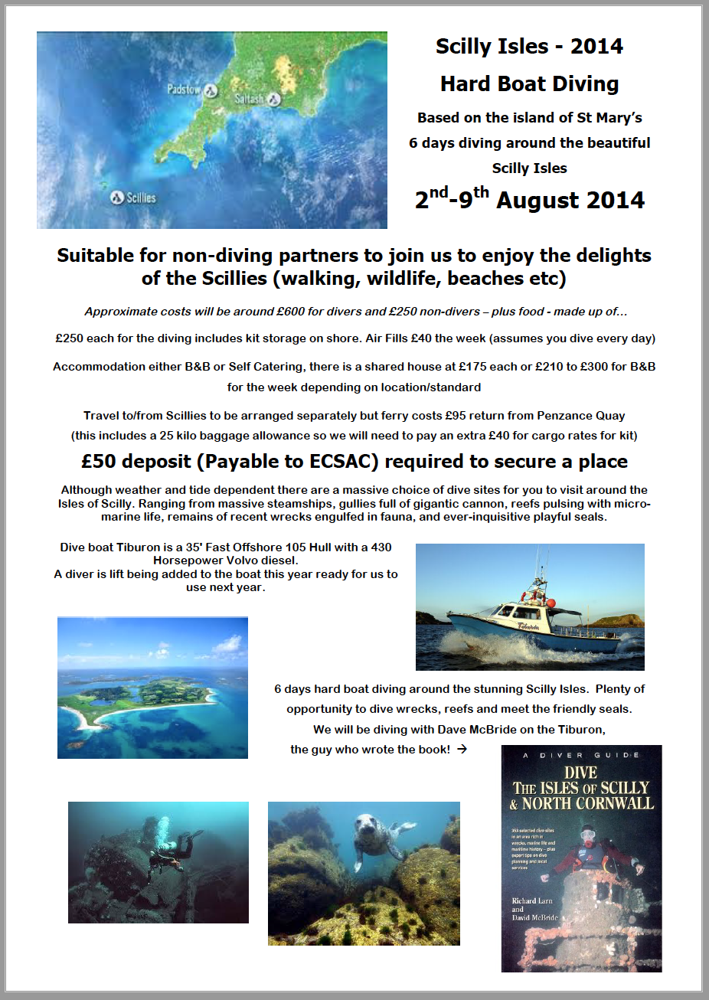 Padstow
Saltash
Scillies
Scilly Isles - 2014
Hard Boat Diving
Based on the island of St Mary's
6 days diving around the beautiful
Scilly Isles
2nd-9th August 2014
Suitable for non-diving partners to join us to enjoy the delights
of the Scillies (walking, wildlife, beaches etc)
Approximate costs will be around £600 for divers and £250 non-divers – plus food - made up of...
£250 each for the diving includes kit storage on shore. Air Fills £40 the week (assumes you dive every day)
Accommodation either B&B or Self Catering, there is a shared house at £175 each or £210 to £300 for B&B
for the week depending on location/standard
Travel to/from Scillies to be arranged separately but ferry costs £95 return from Penzance Quay
(this includes a 25 kilo baggage allowance so we will need to pay an extra £40 for cargo rates for kit)
£50 deposit (Payable to ECSAC) required to secure a place
Although weather and tide dependent there are a massive choice of dive sites for you to visit around the
Isles of Scilly. Ranging from massive steamships, gullies full of gigantic cannon, reefs pulsing with micro-
marine life, remains of recent wrecks engulfed in fauna, and ever-inquisitive playful seals.
Dive boat Tiburon is a 35' Fast Offshore 105 Hull with a 430
Horsepower Volvo diesel.
A diver is lift being added to the boat this year ready for us to
use next year.
Tiburon
6 days hard boat diving around the stunning Scilly Isles. Plenty of
opportunity to dive wrecks, reefs and meet the friendly seals.
We will be diving with Dave McBride on the Tiburon,
the guy who wrote the book! →
A DIVER GUIDE
DIVE
THE ISLES OF SCILLY
& NORTH CORNWALL
353 selected dive sites
in an area rich in
wrecks, marine life and
maritime history – plus
expert tips on dive
planning and local
services
Richard Larn
and
David McBride